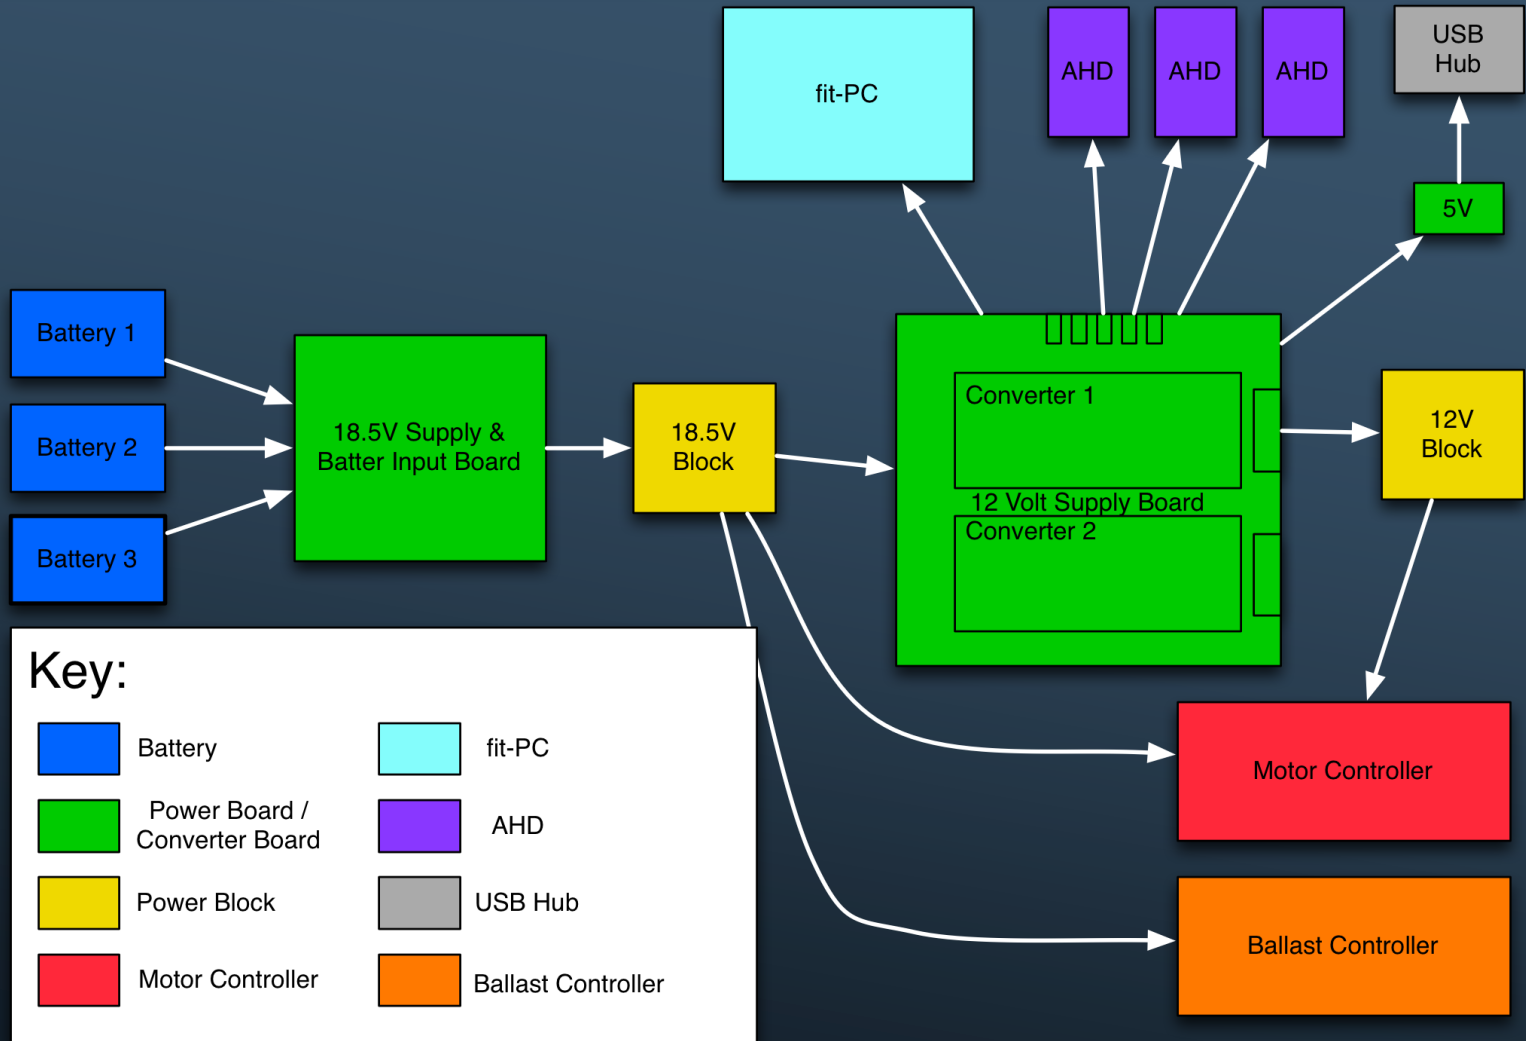 fit-PC
AHD
AHD
AHD
USB
Hub
5V
Battery 1
Battery 2
Battery 3
18.5V Supply &
Batter Input Board
18.5V
Block
Converter 1
12 Volt Supply Board
Converter 2
12V
Block
Motor Controller
Ballast Controller
Key:
Battery
fit-PC
Power Board /
Converter Board
AHD
Power Block
USB Hub
Motor Controller
Ballast Controller